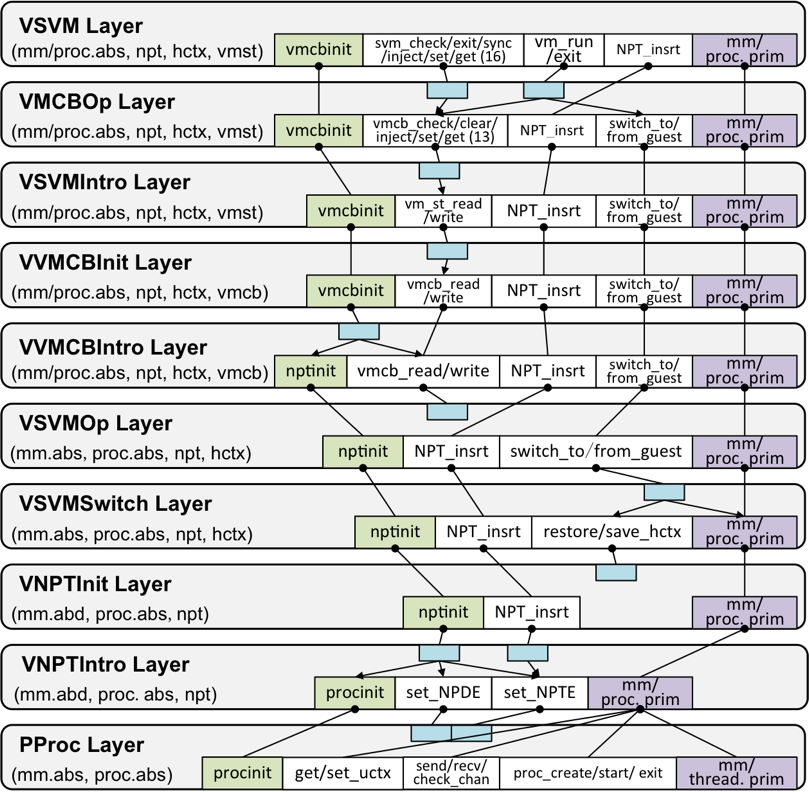 VSVM Layer
(mm/proc.abs, npt, hctx, vmst)
vmcbinit
svm_check/exit/sync
/inject/set/get (16)
vm_run
/exit
NPT_insrt
mm/
proc. prim
VMCBOp Layer
(mm/proc.abs, npt, hctx, vmst)
vmcbinit
vmcb_check/clear/
inject/set/get (13)
NPT_insrt
switch_to/
from_guest
mm/
proc. prim
VSVMIntro Layer
(mm/proc.abs, npt, hctx, vmst)
vmcbinit
vm_st_read
/write
NPT_insrt
switch_to/
from_guest
mm/
proc. prim
VVMCBInit Layer
(mm/proc.abs, npt, hctx, vmcb)
vmcbinit
vmcb_read
/write
NPT_insrt
switch_to/
from_guest
mm/
proc. prim
VVMCBIntro Layer
(mm/proc.abs, npt, hctx, vmcb)
nptinit
vmcb_read/write
NPT_insrt
switch_to/
from_guest
mm/
proc. prim
VSVMOp Layer
(mm.abs, proc.abs, npt, hctx)
nptinit
NPT_insrt
switch_to/from_guest
mm/
proc. prim
VSVMSwitch Layer
(mm.abs, proc.abs, npt, hctx)
nptinit
NPT_insrt
restore/save_hctx
mm/
proc. prim
VNPTInit Layer
(mm.abd, proc.abs, npt)
nptinit
NPT_insrt
mm/
proc. prim
VNPTIntro Layer
(mm.abd, proc. abs, npt)
procinit
set_NPDE
set_NPTE
mm/
proc. prim
PProc Layer
(mm.abs, proc.abs)
procinit
get/set_uctx
send/recv/
check_chan
proc_create/start/ exit
mm/
thread. prim